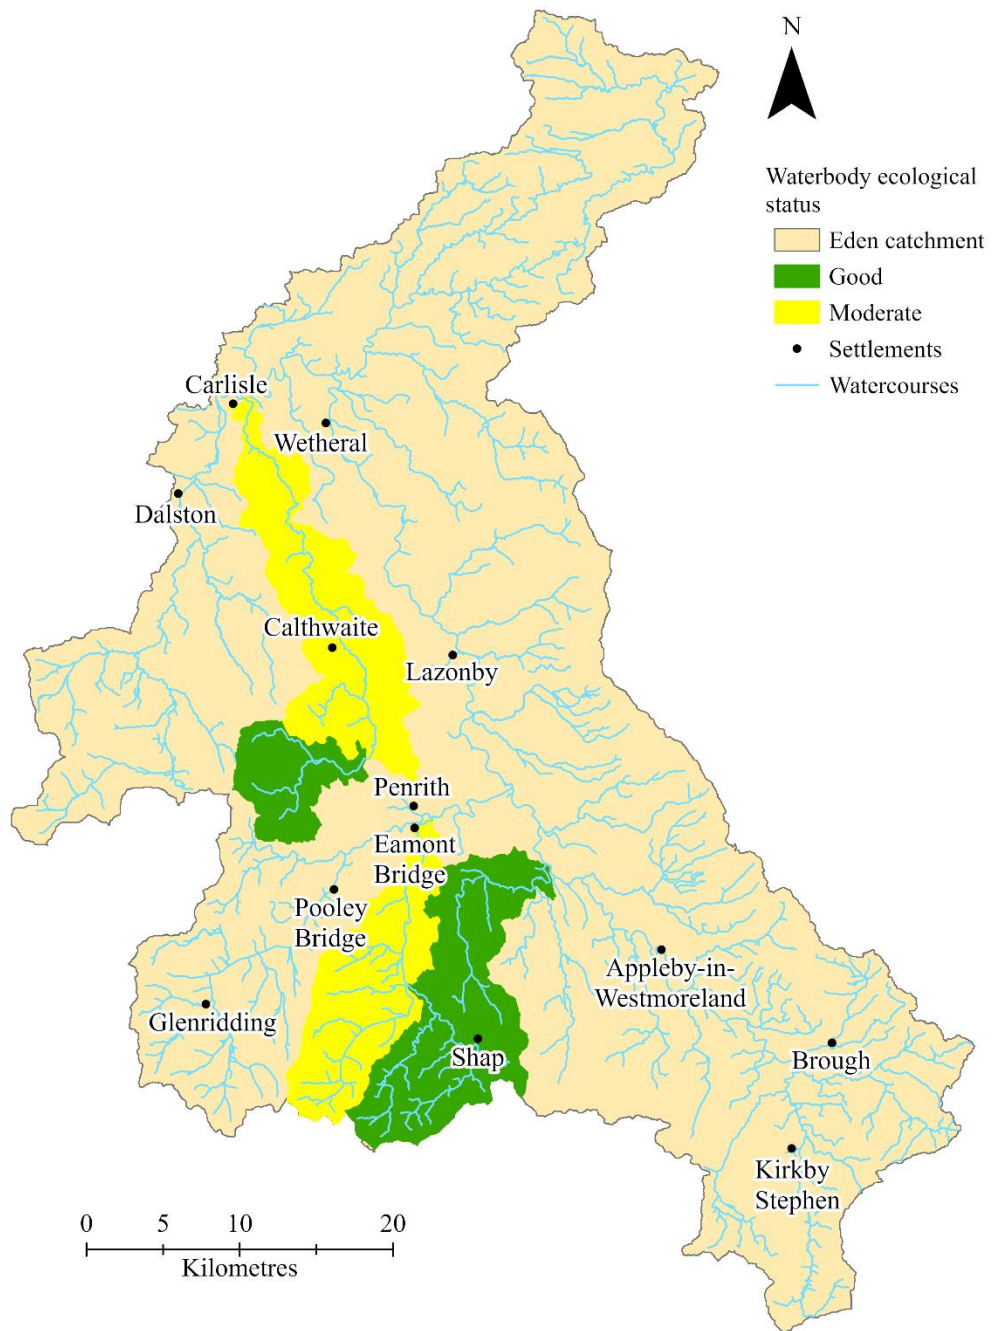 N
Waterbody ecological
status
Eden catchment
Good
Moderate
Settlements
Watercourses
Carlisle
Wetheral
Dalston
Calthwaite
Lazonby
Penrith
Eamont
Bridge
Pooley
Bridge
Appleby-in-
Westmoreland
Glenridding
Shap
Brough
Kirkby
Stephen
0 5 10 20
Kilometres